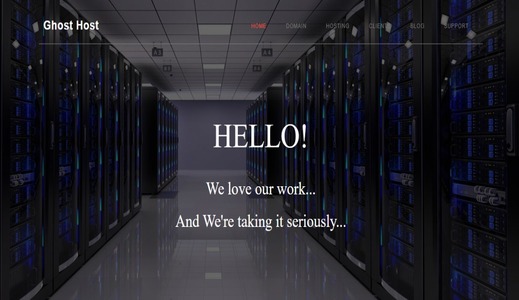 Ghost Host
HOME DOMAIN HOSTING CLIENT BLOG SUPPORT
HELLO!
We love our work...
And We're taking it seriously...